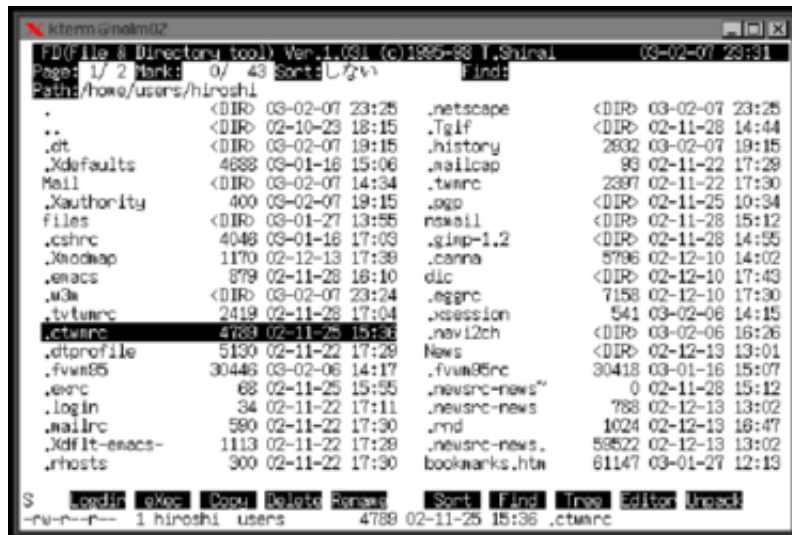 kterm@nolm02
FD(File & Directory tool) Ver.1.03i (c)1995-98 T.Shirai 03-02-07 23:31
Page: 1/ 2 Mark: 0/ 43 Sort:しない Find:
Path:/home/users/hiroshi
. <DIR> 03-02-07 23:25 .netscape <DIR> 03-02-07 23:25
.. <DIR> 02-10-23 18:15 .Tgif <DIR> 02-11-28 14:44
.dt <DIR> 03-02-07 19:15 .history 2932 03-02-07 19:15
.Xdefaults 4688 03-01-16 15:06 .mailcap 93 02-11-22 17:29
Mail <DIR> 03-02-07 14:34 .twmrc 2397 02-11-22 17:30
.Xauthority 400 03-02-07 19:15 .pgp <DIR> 02-11-25 10:34
files <DIR> 03-01-27 13:55 nsmail <DIR> 02-11-28 15:12
.cshrc 4046 03-01-16 17:03 .gimp-1.2 <DIR> 02-11-28 14:55
.Xmodmap 1170 02-12-13 17:39 .canna 5796 02-12-10 14:02
.emacs 879 02-11-28 16:10 dic <DIR> 02-12-10 17:43
.w3m <DIR> 03-02-07 23:24 .eggrc 7158 02-12-10 17:30
.tvtwmrc 2419 02-11-28 17:04 .xsession 541 03-02-06 14:15
.ctwmrc 4789 02-11-25 15:36 .navi2ch <DIR> 03-02-06 16:26
.dtprofile 5130 02-11-22 17:29 News <DIR> 02-12-13 13:01
.fvwm95 30446 03-02-06 14:17 .fvwm95rc 30418 03-01-16 15:07
.exrc 68 02-11-25 15:55 .newsrc-news~ 0 02-11-28 15:12
.login 34 02-11-22 17:11 .newsrc-news 788 02-12-13 13:02
.mailrc 590 02-11-22 17:30 .rnd 1024 02-12-13 16:47
.Xdflt-emacs- 1113 02-11-22 17:29 .newsrc-news. 59522 02-12-13 13:02
.rhosts 300 02-11-22 17:30 bookmarks.htm 61147 03-01-27 12:13
S Logdir eXec Copy Delete Rename Sort Find Tree Editor Unpack
-rw-r--r-- 1 hiroshi users 4789 02-11-25 15:36 .ctwmrc